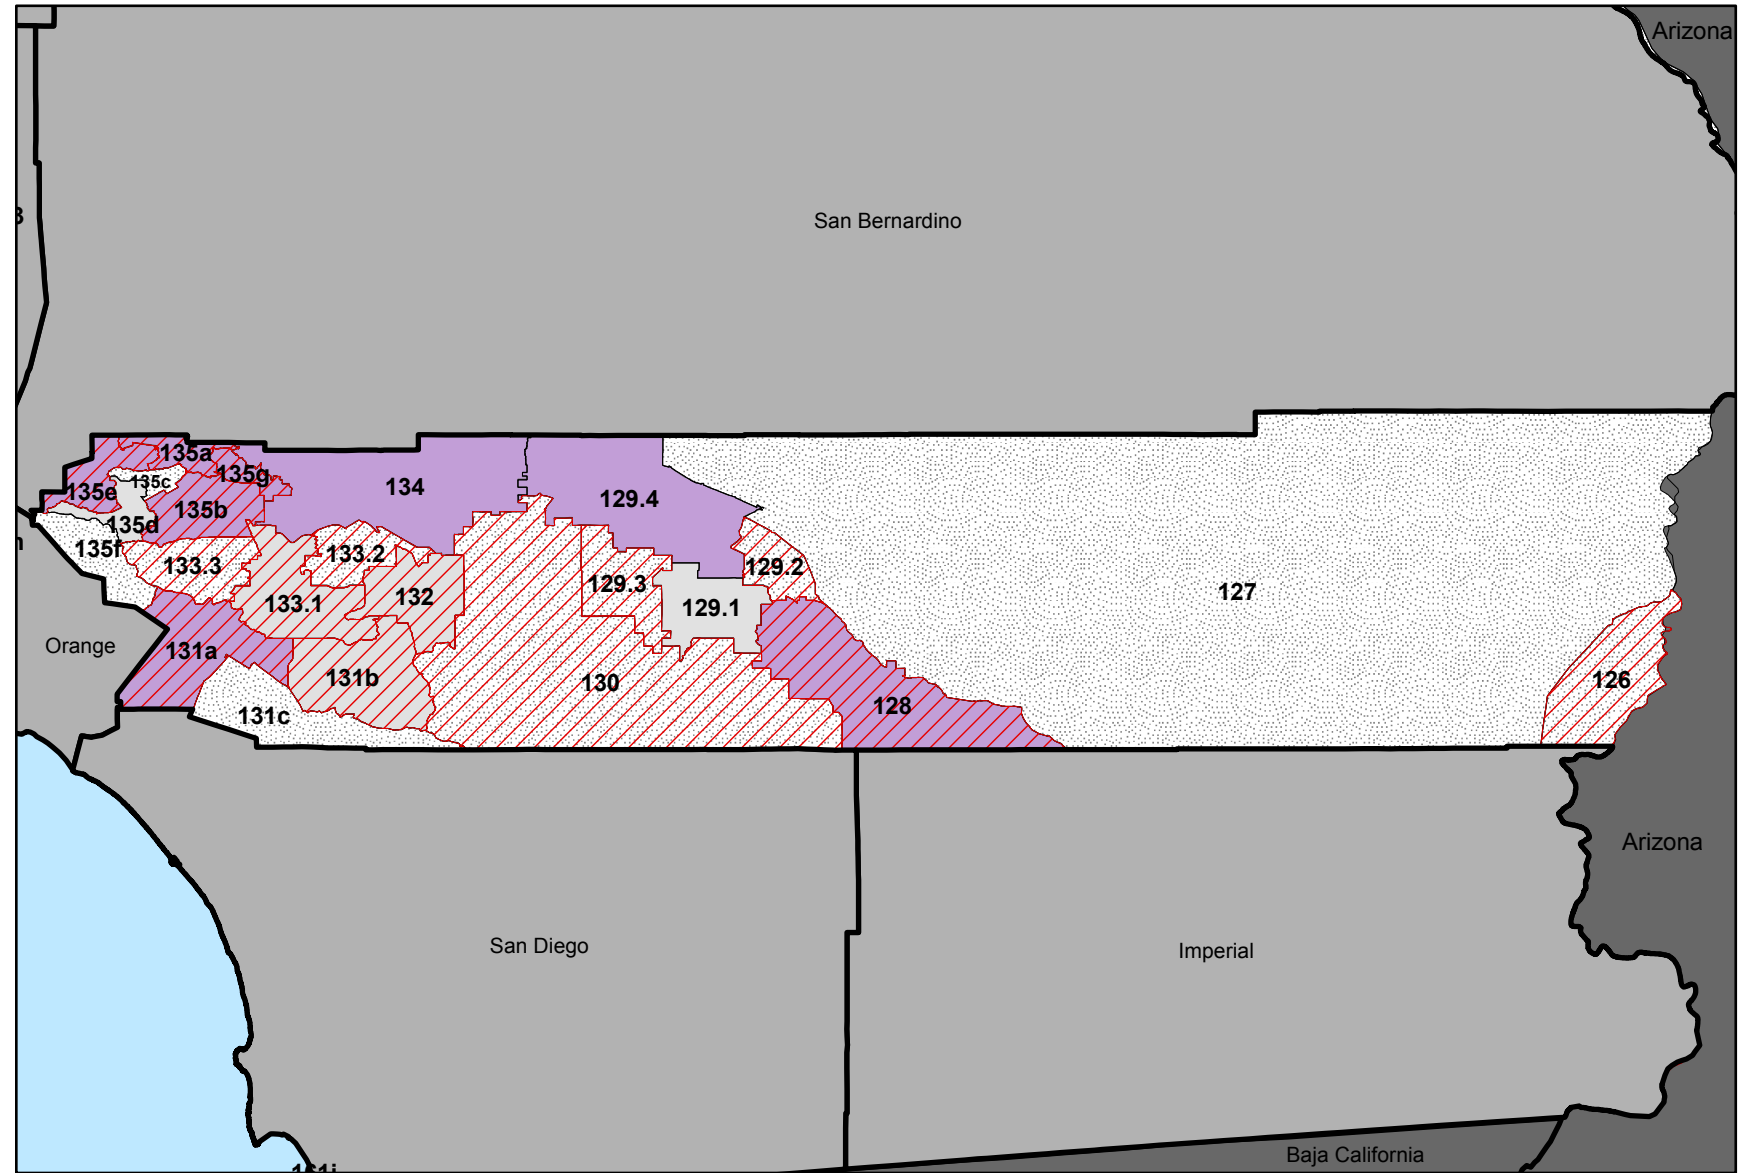 Arizona
San Bernardino
135a
135g
135c
135e
134
129.4
135b
135d
135f
133.2
133.3
129.2
129.3
127
132
133.1
129.1
Orange
131a
131b
130
126
128
131c
Arizona
San Diego
Imperial
Baja California